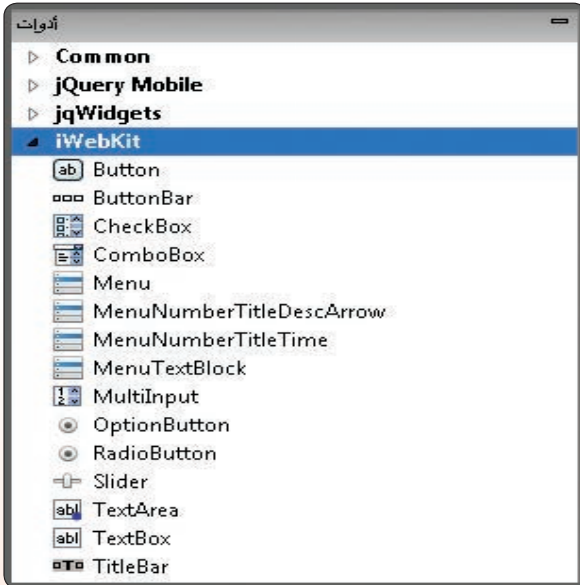 أدوات
Common
jQuery Mobile
jqWidgets
iWebKit
Button
ButtonBar
CheckBox
ComboBox
Menu
MenuNumberTitleDescArrow
MenuNumberTitleTime
MenuTextBlock
MultiInput
OptionButton
RadioButton
Slider
TextArea
TextBox
TitleBar